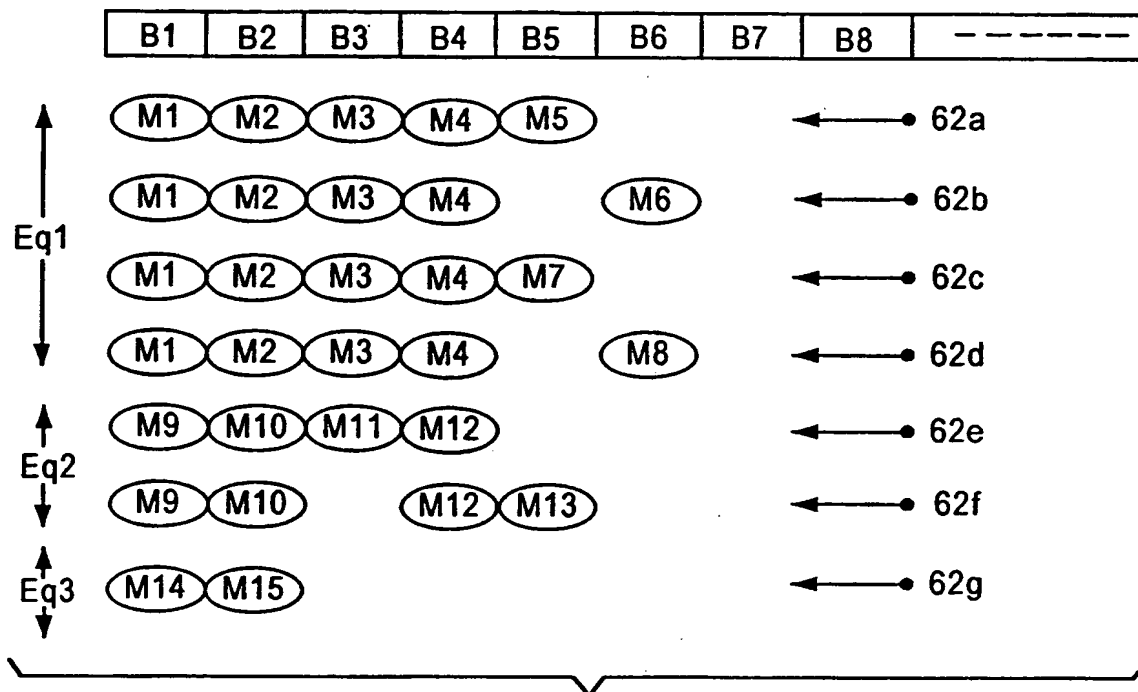 B1 B2 B3 B4 B5 B6 B7 B8
M1 M2 M3 M4 M5 62a
M1 M2 M3 M4 M6 62b
Eq1
M1 M2 M3 M4 M7 62c
M1 M2 M3 M4 M8 62d
M9 M10 M11 M12 62e
Eq2
M9 M10 M12 M13 62f
Eq3 M14 M15 62g